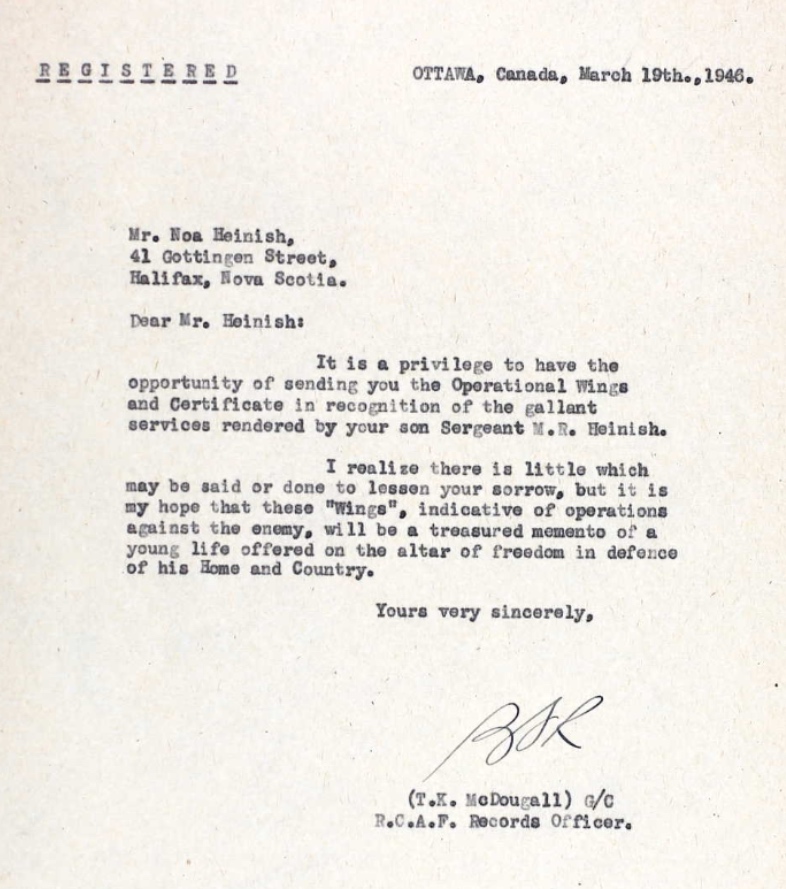 REGISTERED
OTTAWA, Canada, March 19th.,1946.
Mr. Noa Heinish,
41 Gottingen Street,
Halifax, Nova Scotia.
Dear Mr. Heinish:
It is a privilege to have the
opportunity of sending you the Operational Wings
and Certificate in recognition of the gallant
services rendered by your son Sergeant M.R. Heinish.
I realize there is little which
may be said or done to lessen your sorrow, but it is
my hope that these "Wings", indicative of operations
against the enemy, will be a treasured memento of a
young life offered on the altar of freedom in defence
of his Home and Country.
Yours very sincerely,
(T.K. McDougall) G/C
R.C.A.F. Records Officer.